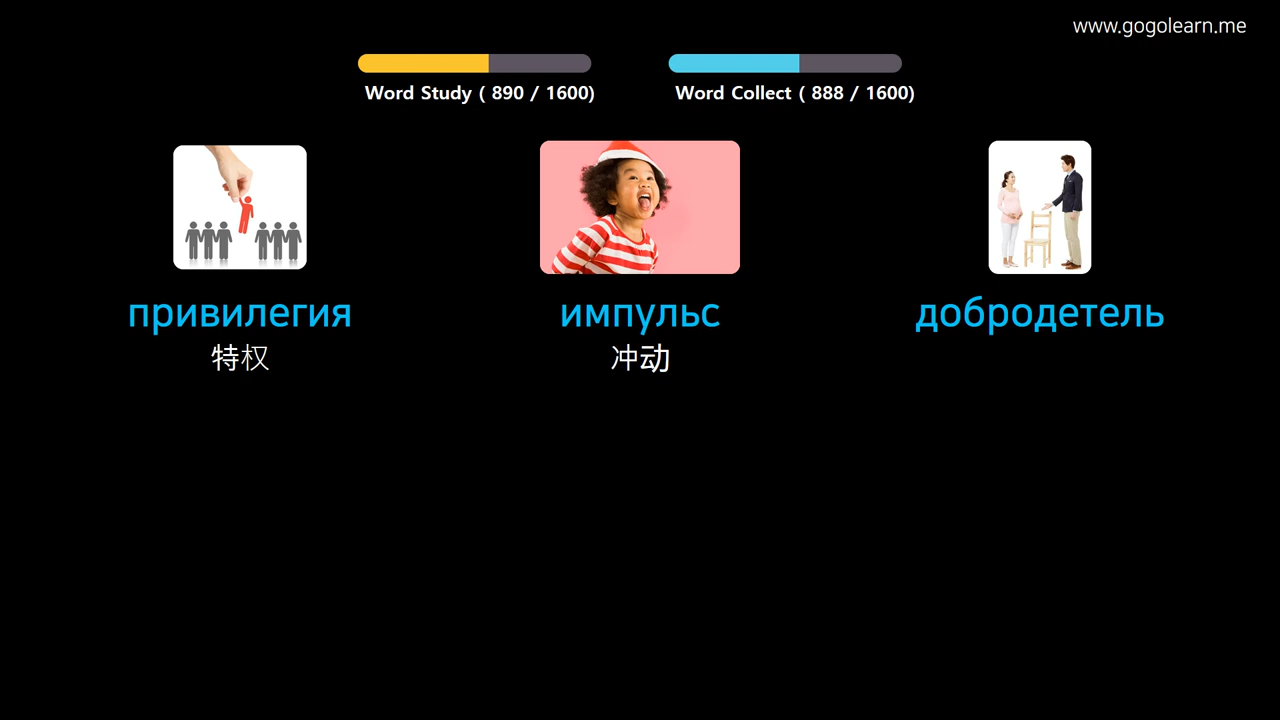 www.gogolearn.me
Word Study ( 890 / 1600)
Word Collect ( 888 / 1600)
привилегия
импульс
добродетель
特权
冲动